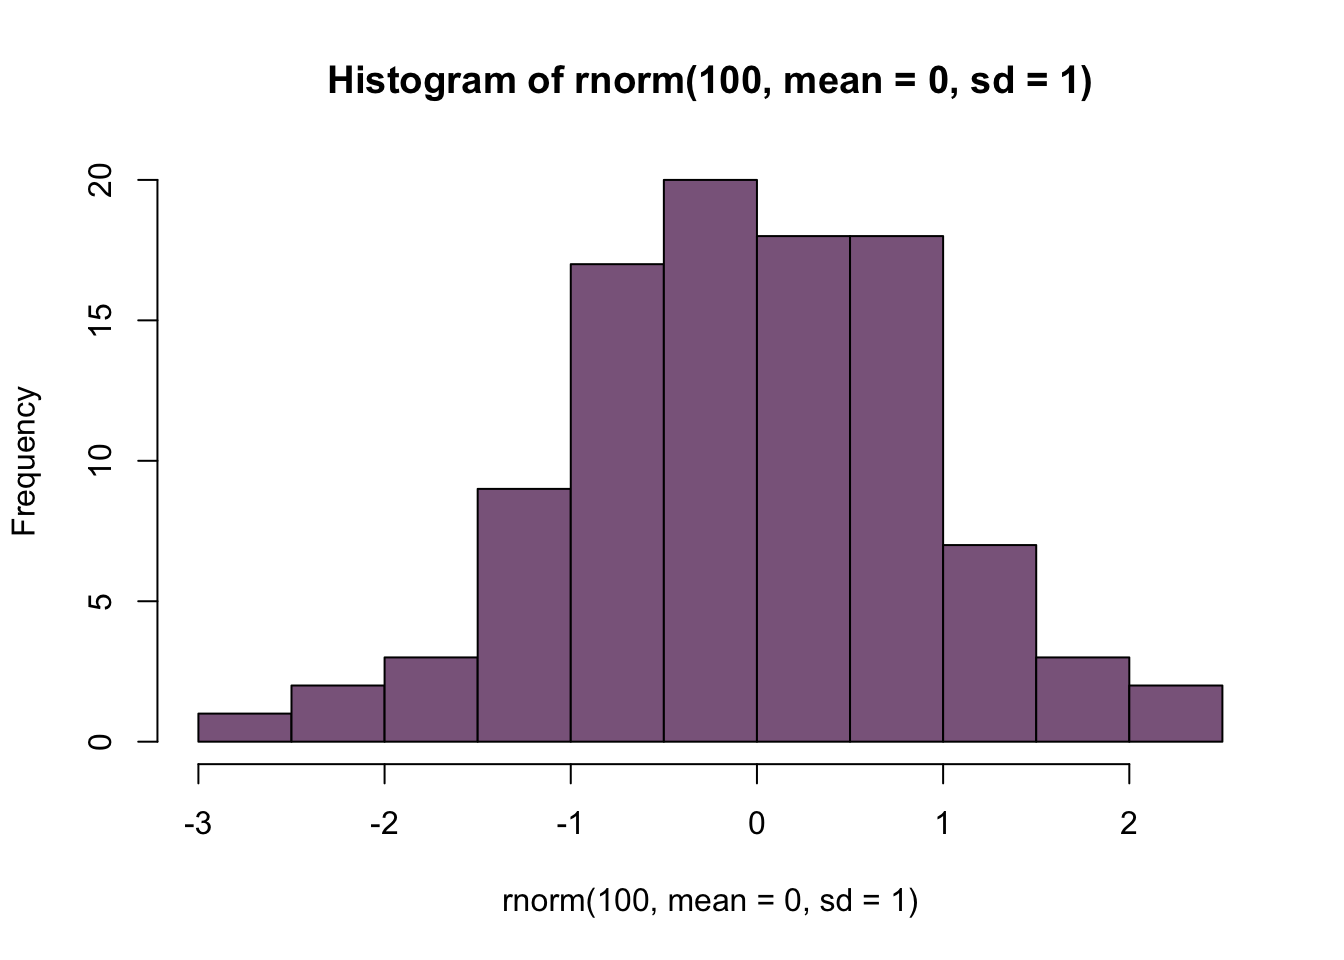 Histogram of rnorm(100, mean = 0, sd = 1)
Frequency
20
15
10
5
0
-3 -2 -1 0 1 2
rnorm(100, mean = 0, sd = 1)